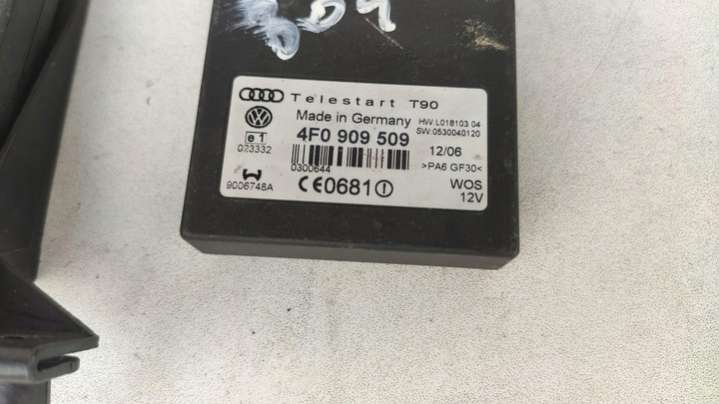 Telestart T90
Made in Germany
HW:L018103 04
SW:0530040120
e1
4F0 909 509
12/06
023332
0300644
>PA6 GF30<
9006748A
CE0681
WOS
12V